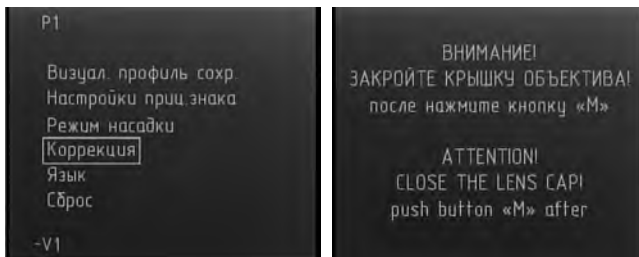 P1
Визуал. профиль сохр.
Настройки приц.знака
Режим насадки
Коррекция
Язык
Сброс
-V1
ВНИМАНИЕ!
ЗАКРОЙТЕ КРЫШКУ ОБЪЕКТИВА!
после нажмите кнопку «М»
ATTENTION!
CLOSE THE LENS CAP!
push button «M» after